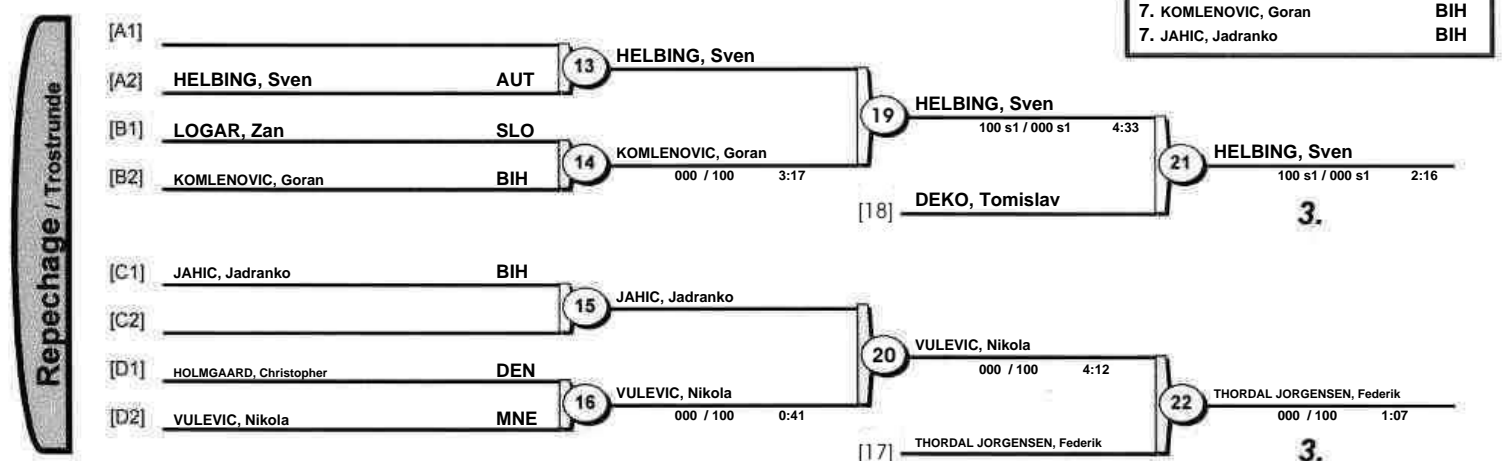 7. KOMLENOVIC, Goran BIH
7. JAHIC, Jadranko BIH
Repechage / Trostrunde
[A1]
[A2] HELBING, Sven AUT
13 HELBING, Sven
[B1] LOGAR, Zan SLO
[B2] KOMLENOVIC, Goran BIH
14 KOMLENOVIC, Goran
000 / 100 3:17
19 HELBING, Sven
100 s1 / 000 s1 4:33
[18] DEKO, Tomislav
21 HELBING, Sven
100 s1 / 000 s1 2:16
3.
[C1] JAHIC, Jadranko BIH
[C2]
15 JAHIC, Jadranko
[D1] HOLMGAARD, Christopher DEN
[D2] VULEVIC, Nikola MNE
16 VULEVIC, Nikola
000 / 100 0:41
20 VULEVIC, Nikola
000 / 100 4:12
[17] THORDAL JORGENSEN, Federik
22 THORDAL JORGENSEN, Federik
000 / 100 1:07
3.